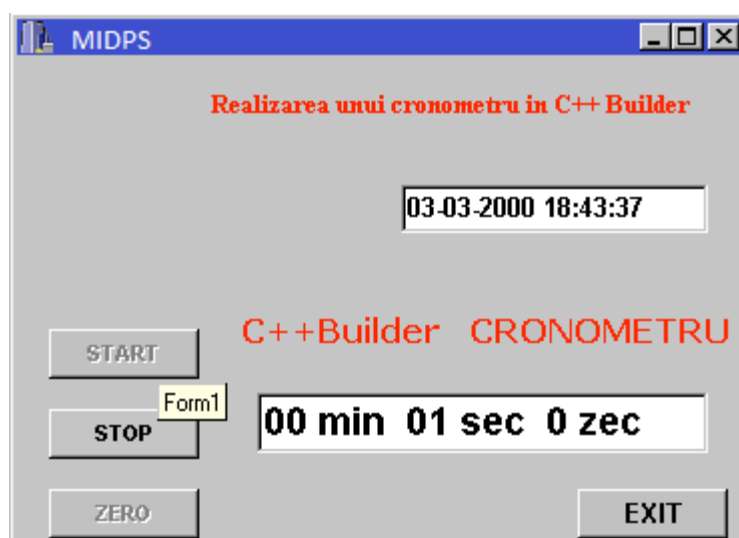 MIDPS
Realizarea unui cronometru in C++ Builder
03-03-2000 18:43:37
C++Builder CRONOMETRU
START
Form1
STOP
00 min 01 sec 0 zec
ZERO
EXIT